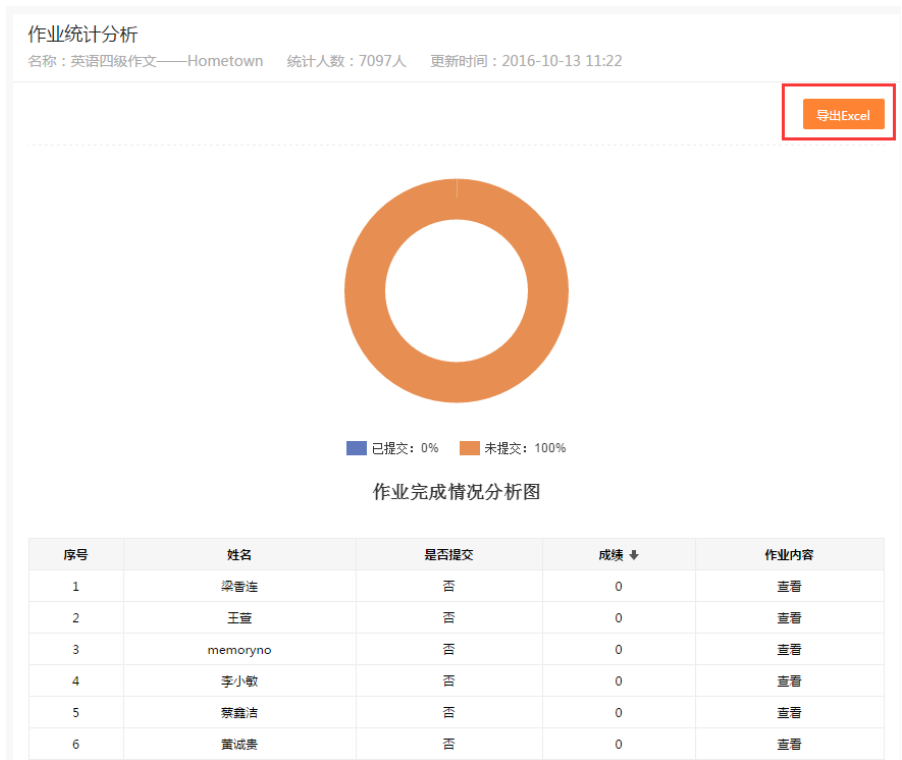 作业统计分析
名称：英语四级作文——Hometown 统计人数：7097人 更新时间：2016-10-13 11:22
导出Excel
已提交：0% 未提交：100%
作业完成情况分析图
序号 姓名 是否提交 成绩 作业内容
1 梁香连 否 0 查看
2 王萱 否 0 查看
3 memoryno 否 0 查看
4 李小敏 否 0 查看
5 蔡鑫洁 否 0 查看
6 黄诚贵 否 0 查看